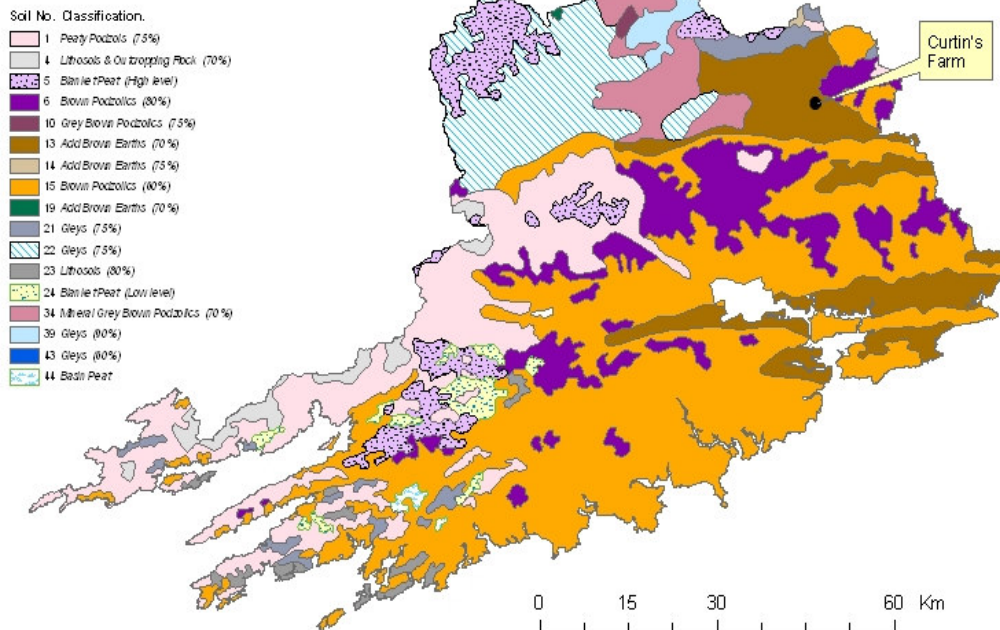 Soil No. Classification.
1 Peaty Podzols (75%)
4 Lithosols & Outcropping Rock (70%)
5 Blanket Peat (High level)
6 Brown Podzolics (80%)
10 Grey Brown Podzolics (75%)
13 Acid Brown Earths (70%)
14 Acid Brown Earths (75%)
15 Brown Podzolics (60%)
19 Acid Brown Earths (70%)
21 Gleys (75%)
22 Gleys (75%)
23 Lithosols (80%)
24 Blanket Peat (Low level)
34 Mineral Grey Brown Podzolics (70%)
39 Gleys (90%)
43 Gleys (60%)
44 Basin Peat
Curtin's
Farm
0 15 30 60 Km